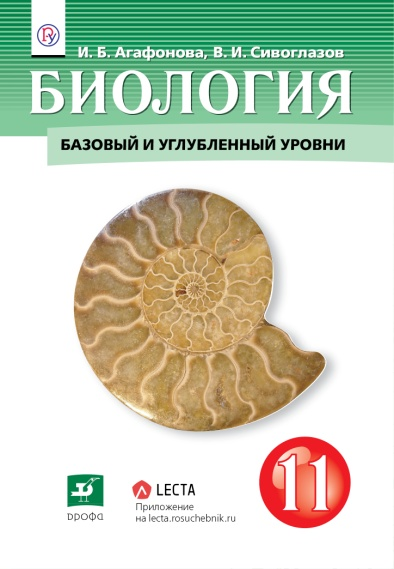 И. Б. Агафонова, В. И. Сивоглазов
БИОЛОГИЯ
БАЗОВЫЙ И УГЛУБЛЕННЫЙ УРОВНИ
11
дрофа
LECTA
Приложение
на lecta.rosuchebnik.ru